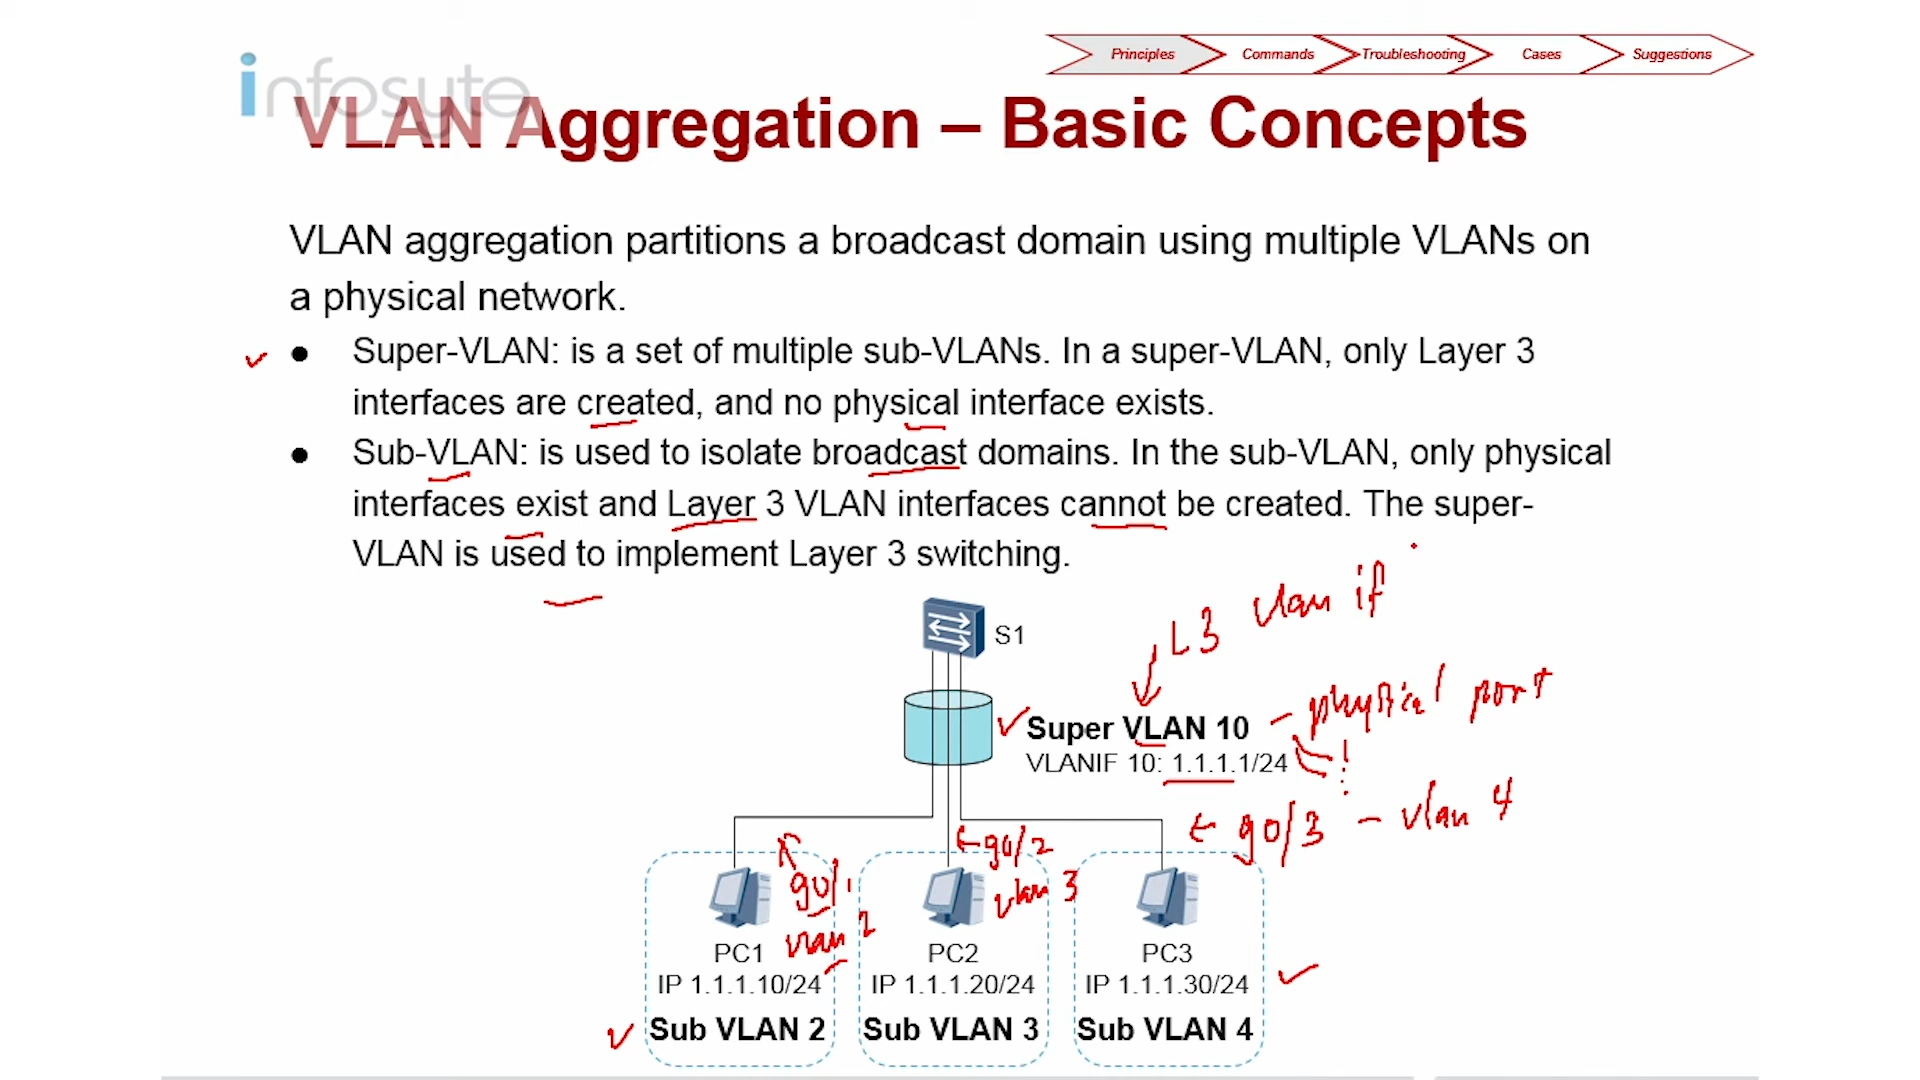 Principles Commands Troubleshooting Cases Suggestions
infosyte
VLAN Aggregation – Basic Concepts
VLAN aggregation partitions a broadcast domain using multiple VLANs on
a physical network.
● Super-VLAN: is a set of multiple sub-VLANs. In a super-VLAN, only Layer 3
interfaces are created, and no physical interface exists.
● Sub-VLAN: is used to isolate broadcast domains. In the sub-VLAN, only physical
interfaces exist and Layer 3 VLAN interfaces cannot be created. The super-
VLAN is used to implement Layer 3 switching.
L3 vlan if
S1
Super VLAN 10 - physical port
VLANIF 10: 1.1.1.1/24 !
g0/3 - vlan 4
g0/2
vlan 3
g0/1
vlan 2
PC1 PC2 PC3
IP 1.1.1.10/24 IP 1.1.1.20/24 IP 1.1.1.30/24
Sub VLAN 2 Sub VLAN 3 Sub VLAN 4